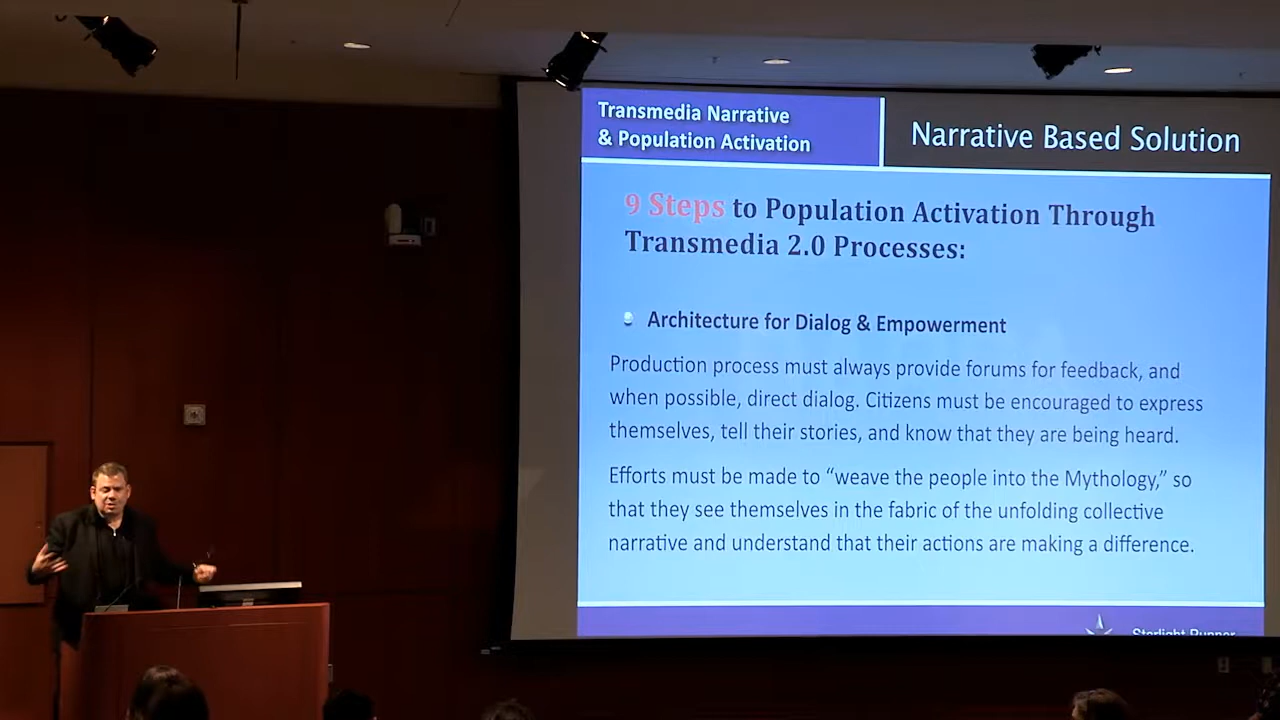 Transmedia Narrative
& Population Activation
Narrative Based Solution
9 Steps to Population Activation Through
Transmedia 2.0 Processes:
Architecture for Dialog & Empowerment
Production process must always provide forums for feedback, and
when possible, direct dialog. Citizens must be encouraged to express
themselves, tell their stories, and know that they are being heard.
Efforts must be made to “weave the people into the Mythology,” so
that they see themselves in the fabric of the unfolding collective
narrative and understand that their actions are making a difference.
Starlight Runner